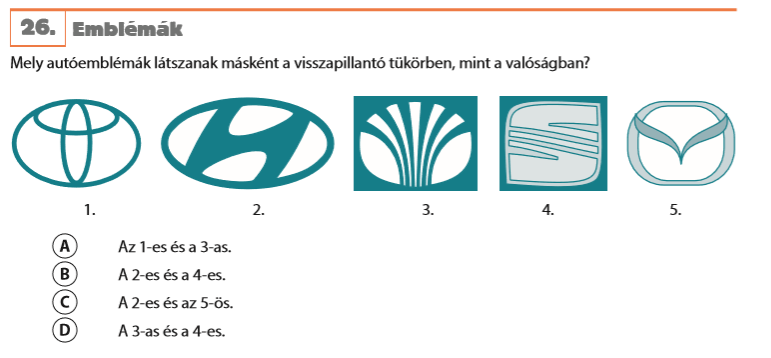 26. Emblémák
Mely autóemblémák látszanak másként a visszapillantó tükörben, mint a valóságban?
1. 2. 3. 4. 5.
A Az 1-es és a 3-as.
B A 2-es és a 4-es.
C A 2-es és az 5-ös.
D A 3-as és a 4-es.